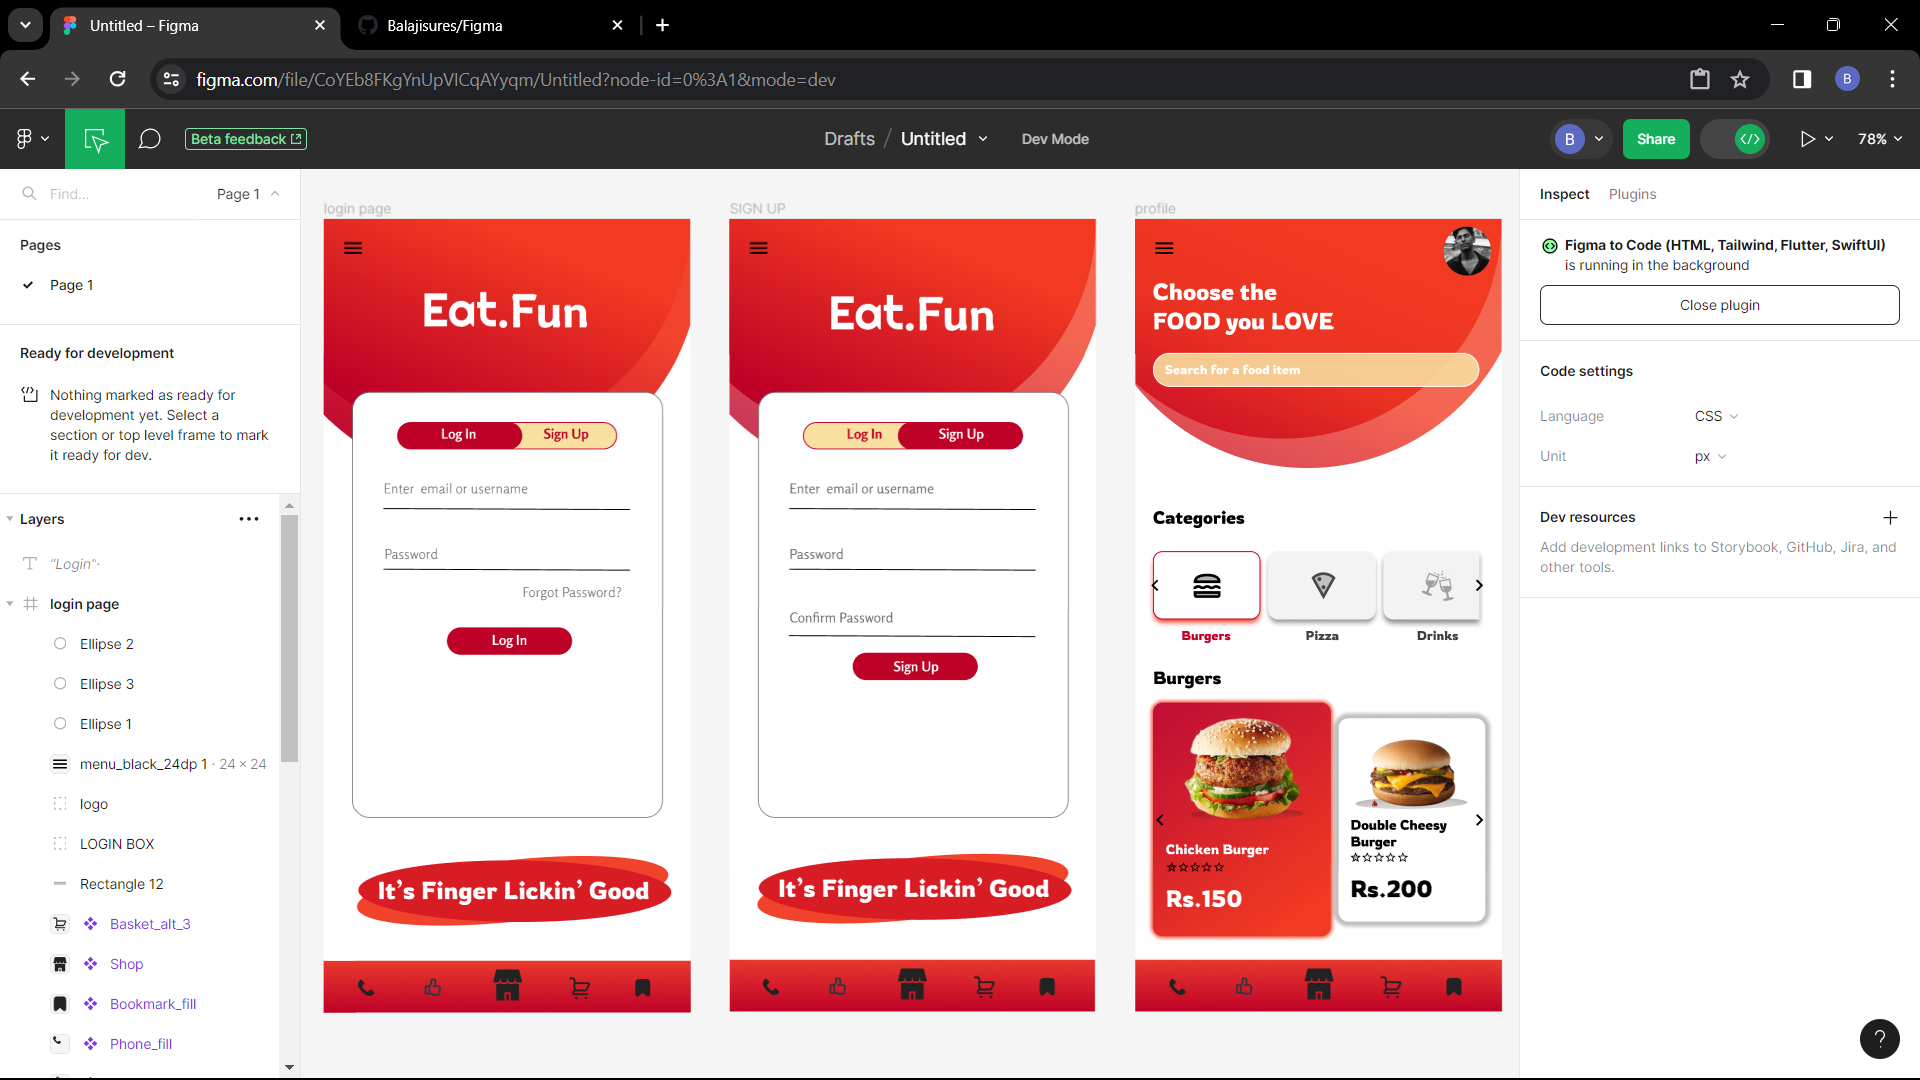 Untitled – Figma
Balajisures/Figma
figma.com/file/CoYEb8FKgYnUpVICqAYyqm/Untitled?node-id=0%3A1&mode=dev
B
Beta feedback
Drafts / Untitled
Dev Mode
B
Share
78%
Find...
Page 1
Pages
Page 1
Ready for development
Nothing marked as ready for
development yet. Select a
section or top level frame to mark
it ready for dev.
Layers
"Login"·
login page
Ellipse 2
Ellipse 3
Ellipse 1
menu_black_24dp 1 · 24 × 24
logo
LOGIN BOX
Rectangle 12
Basket_alt_3
Shop
Bookmark_fill
Phone_fill
login page
Eat.Fun
Log In
Sign Up
Enter email or username
Password
Forgot Password?
Log In
It's Finger Lickin' Good
SIGN UP
Eat.Fun
Log In
Sign Up
Enter email or username
Password
Confirm Password
Sign Up
It's Finger Lickin' Good
profile
Choose the
FOOD you LOVE
Search for a food item
Categories
Burgers
Pizza
Drinks
Burgers
Chicken Burger
Rs.150
Double Cheesy
Burger
Rs.200
Inspect
Plugins
Figma to Code (HTML, Tailwind, Flutter, SwiftUI)
is running in the background
Close plugin
Code settings
Language
CSS
Unit
px
Dev resources
Add development links to Storybook, GitHub, Jira, and
other tools.
?